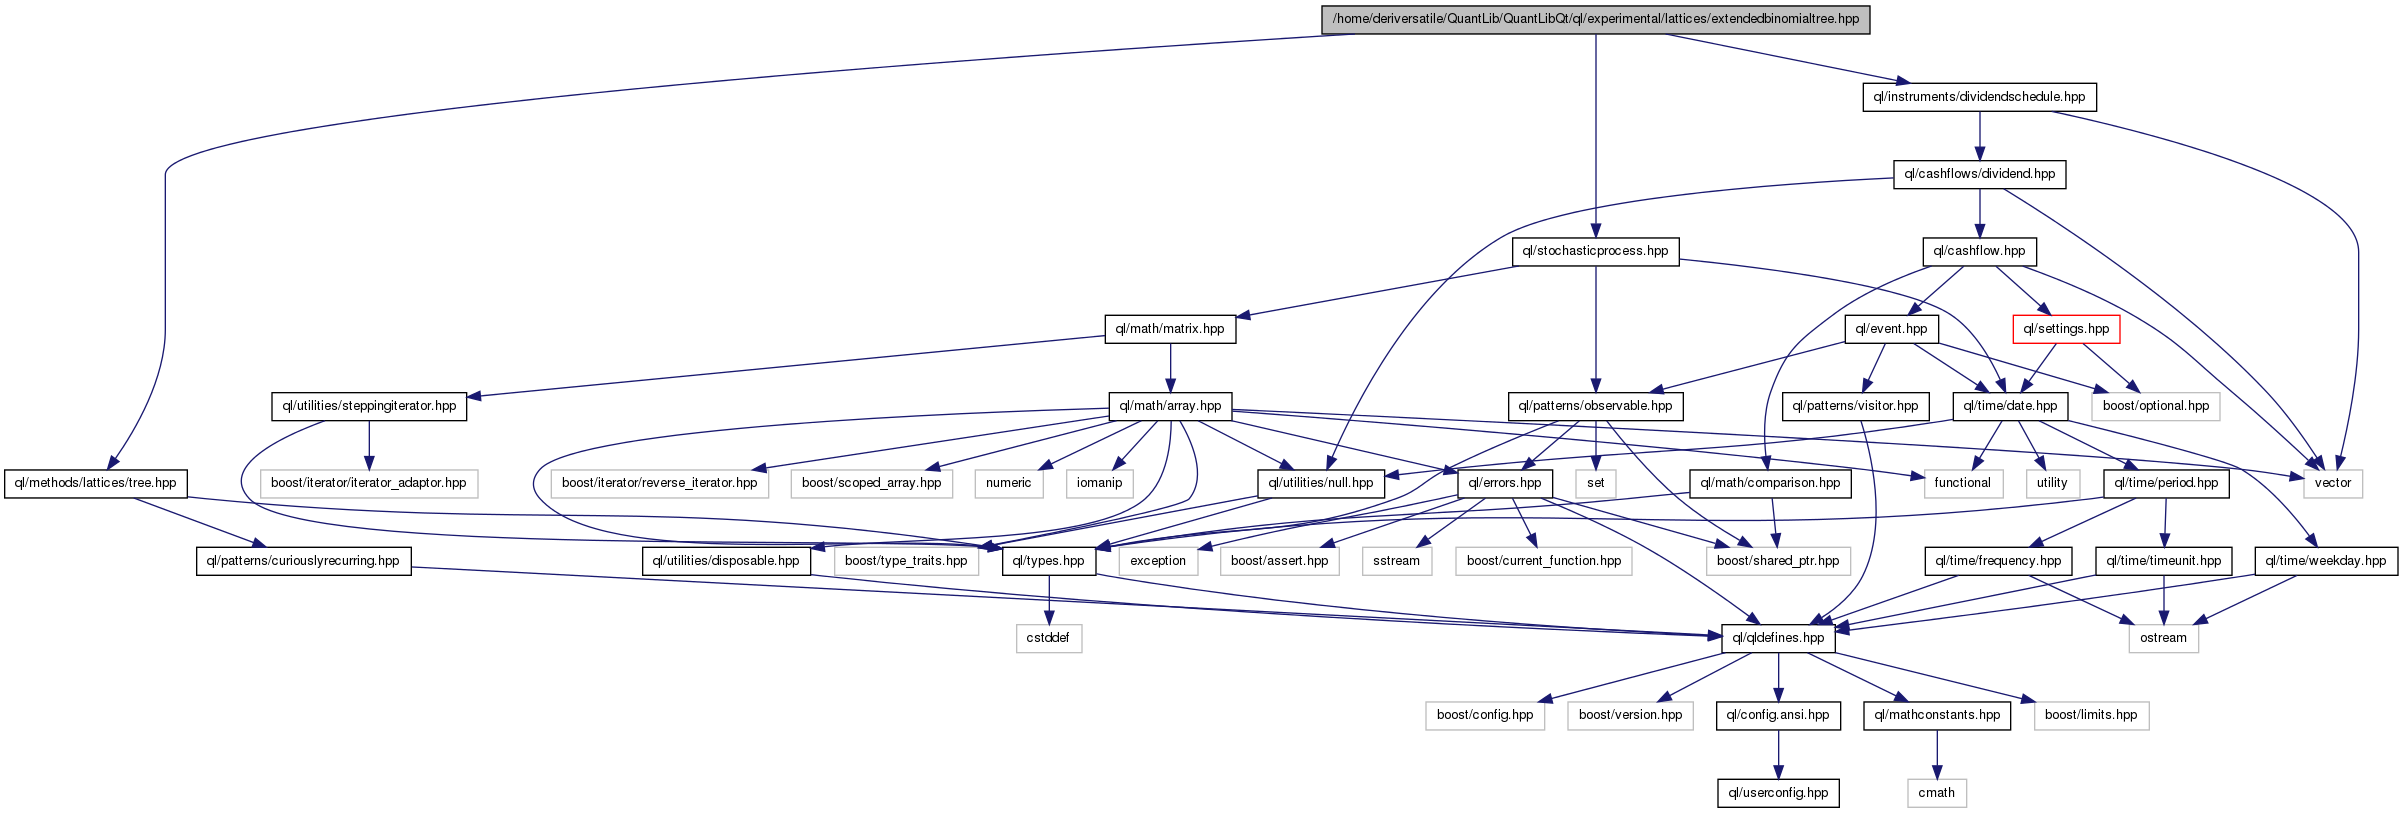 /home/deriversatile/QuantLib/QuantLibQt/ql/experimental/lattices/extendedbinomialtree.hpp
ql/instruments/dividendschedule.hpp
ql/cashflows/dividend.hpp
ql/stochasticprocess.hpp
ql/cashflow.hpp
ql/math/matrix.hpp
ql/event.hpp
ql/settings.hpp
ql/utilities/steppingiterator.hpp
ql/math/array.hpp
ql/patterns/observable.hpp
ql/patterns/visitor.hpp
ql/time/date.hpp
boost/optional.hpp
ql/methods/lattices/tree.hpp
boost/iterator/iterator_adaptor.hpp
boost/iterator/reverse_iterator.hpp
boost/scoped_array.hpp
numeric
iomanip
ql/utilities/null.hpp
ql/errors.hpp
set
ql/math/comparison.hpp
functional
utility
ql/time/period.hpp
vector
ql/patterns/curiouslyrecurring.hpp
ql/utilities/disposable.hpp
boost/type_traits.hpp
ql/types.hpp
exception
boost/assert.hpp
sstream
boost/current_function.hpp
boost/shared_ptr.hpp
ql/time/frequency.hpp
ql/time/timeunit.hpp
ql/time/weekday.hpp
cstddef
ql/qldefines.hpp
ostream
boost/config.hpp
boost/version.hpp
ql/config.ansi.hpp
ql/mathconstants.hpp
boost/limits.hpp
ql/userconfig.hpp
cmath